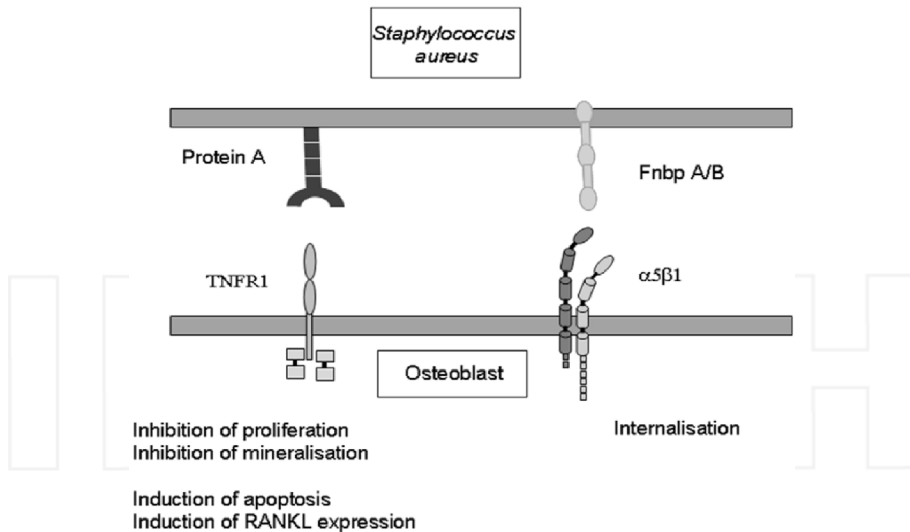 Staphylococcus
aureus
Protein A
Fnbp A/B
TNFR1
α5β1
Osteoblast
Inhibition of proliferation
Inhibition of mineralisation
Internalisation
Induction of apoptosis
Induction of RANKL expression